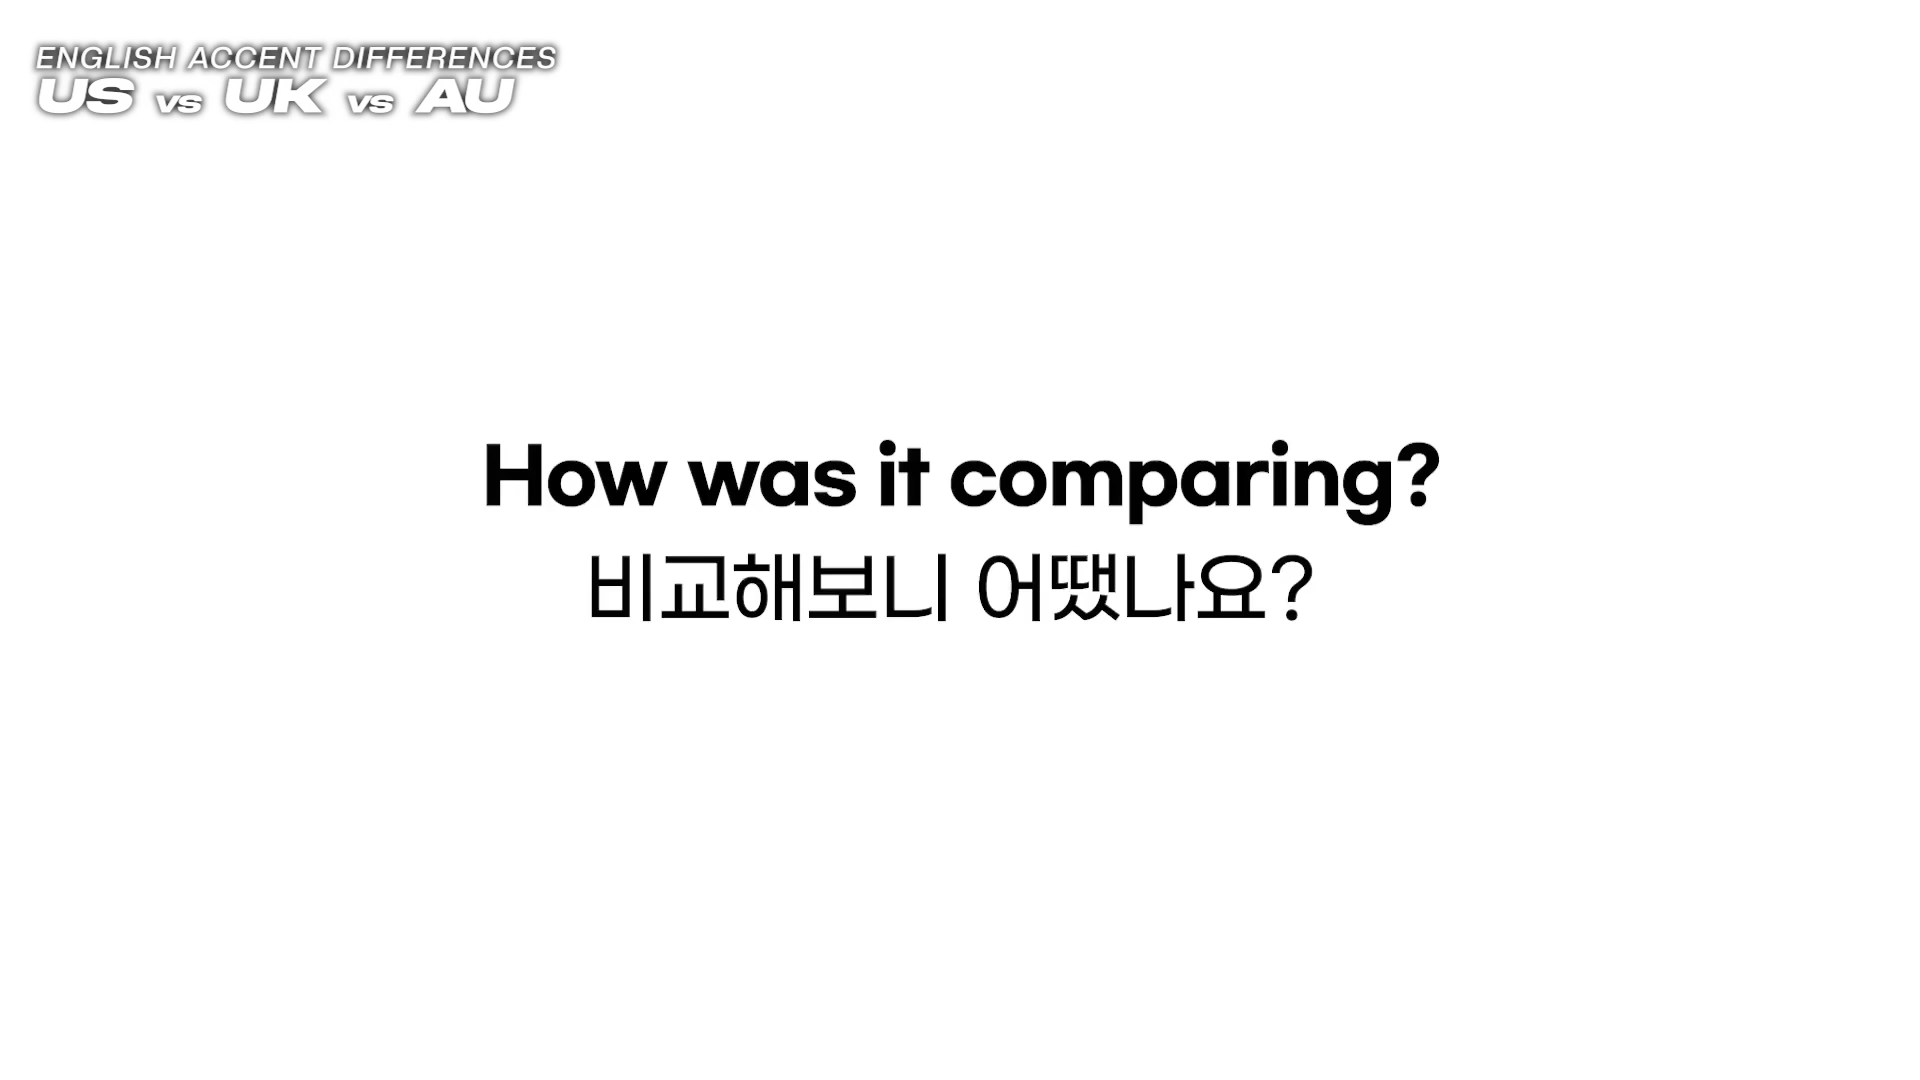 ENGLISH ACCENT DIFFERENCES
US vs UK vs AU
How was it comparing?
비교해보니 어땠나요?